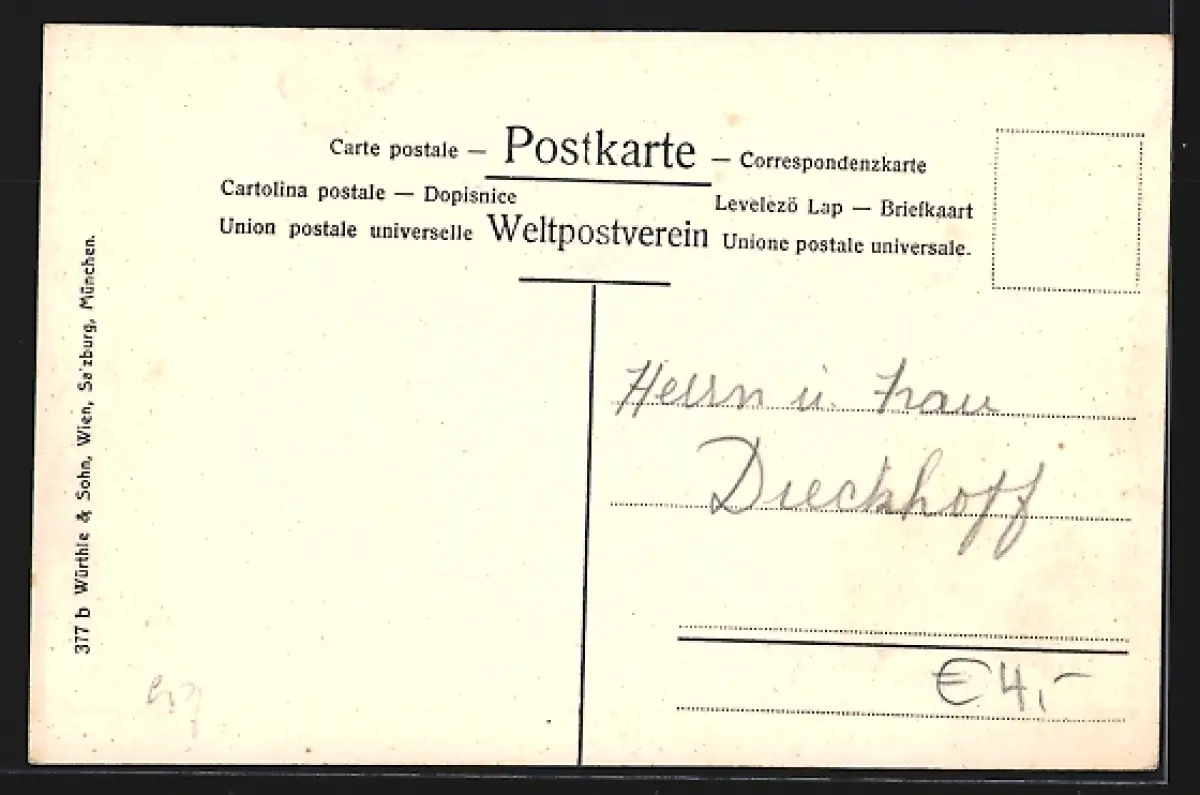 Carte postale — Postkarte — Correspondenzkarte
Cartolina postale — Dopisnice Levelezö Lap — Briefkaart
Union postale universelle Weltpostverein Unione postale universale.
377 b Würthle & Sohn, Wien, Salzburg, München.
Herrn u. Frau
Dieckhoff
€ 4,-